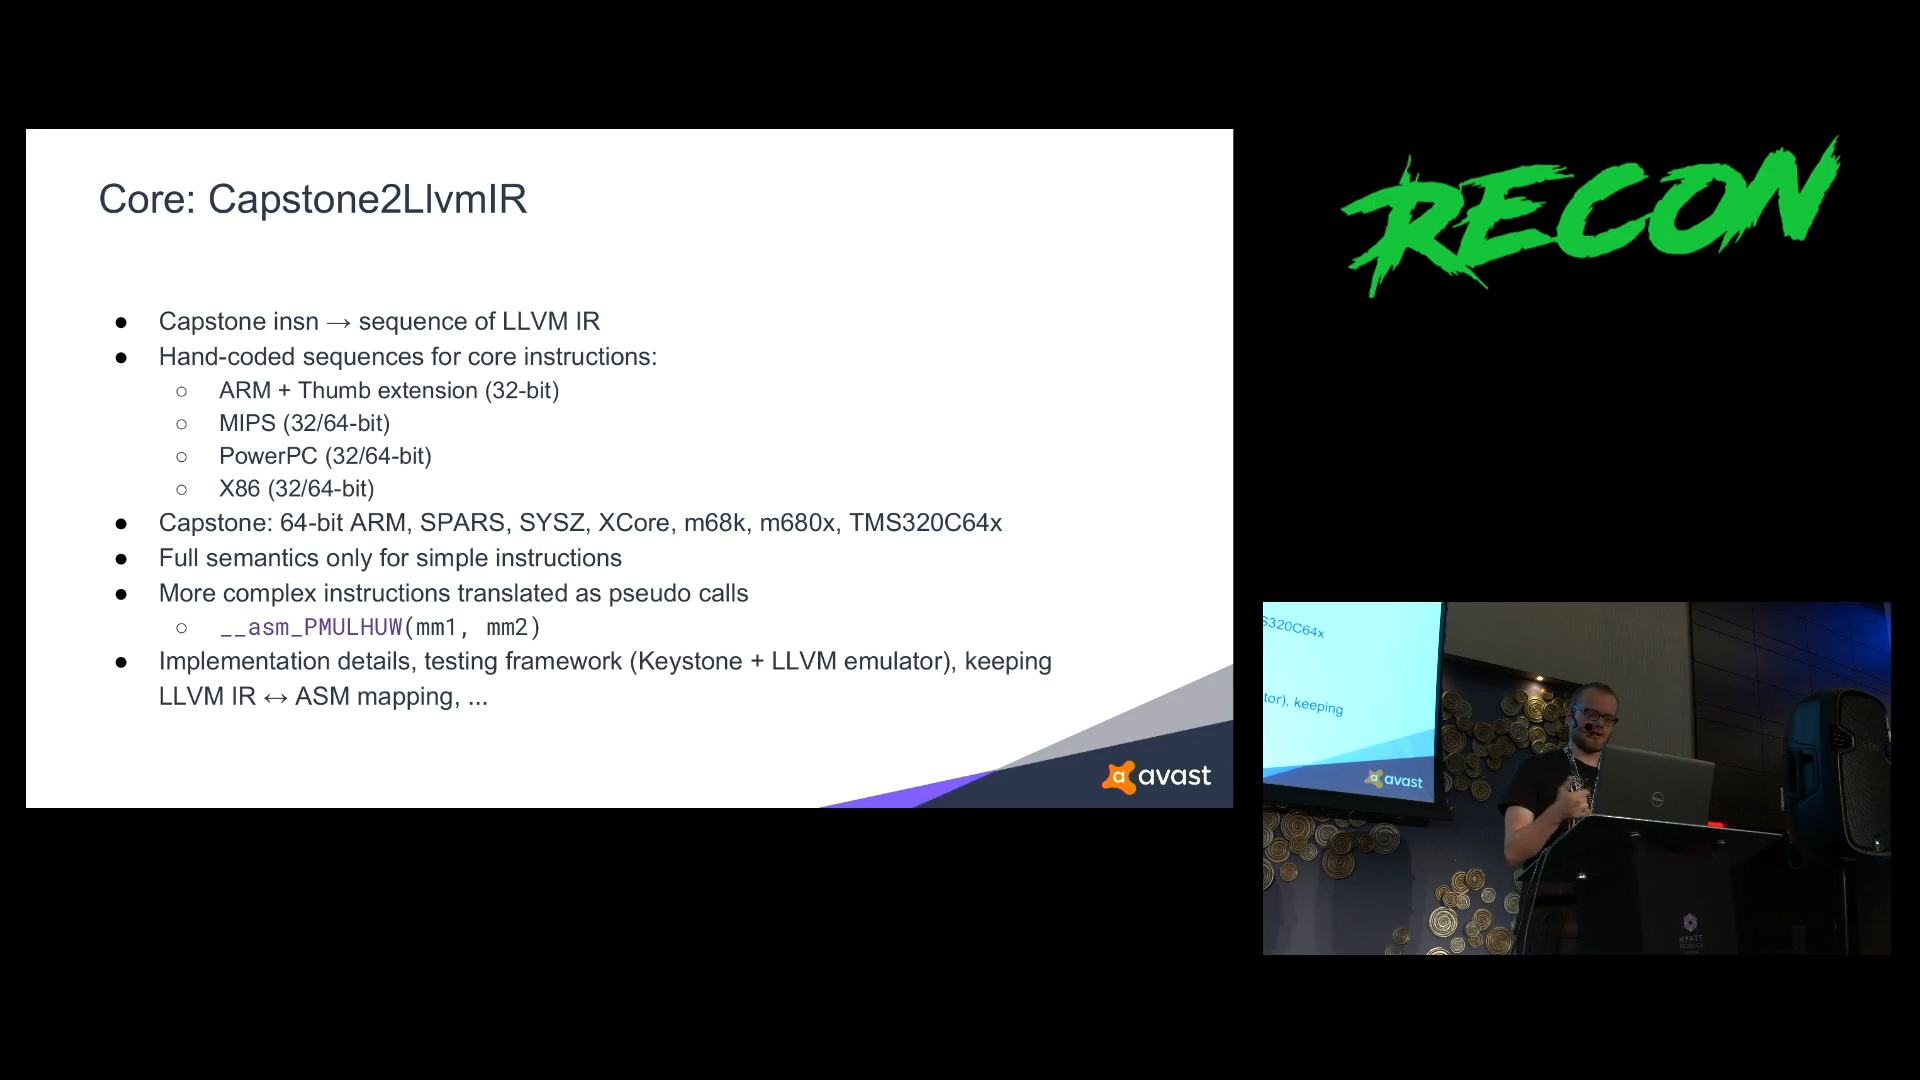 Core: Capstone2LlvmIR
● Capstone insn → sequence of LLVM IR
● Hand-coded sequences for core instructions:
○ ARM + Thumb extension (32-bit)
○ MIPS (32/64-bit)
○ PowerPC (32/64-bit)
○ X86 (32/64-bit)
● Capstone: 64-bit ARM, SPARS, SYSZ, XCore, m68k, m680x, TMS320C64x
● Full semantics only for simple instructions
● More complex instructions translated as pseudo calls
○ __asm_PMULHUW(mm1, mm2)
● Implementation details, testing framework (Keystone + LLVM emulator), keeping
LLVM IR ↔ ASM mapping, ...
avast
RECON
S320C64x
tor), keeping
avast
DELL
HYATT